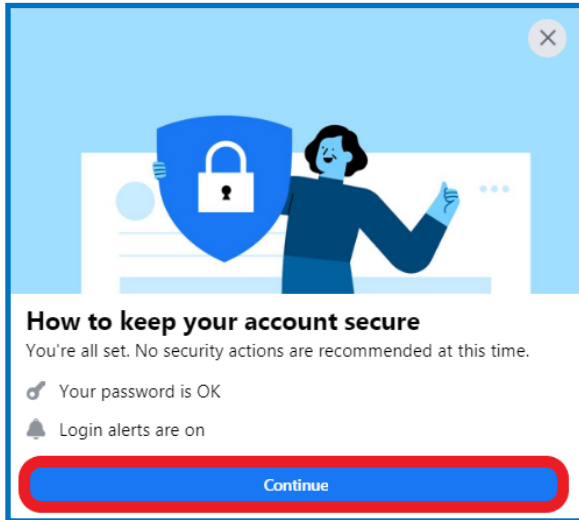 How to keep your account secure
You're all set. No security actions are recommended at this time.
Your password is OK
Login alerts are on
Continue